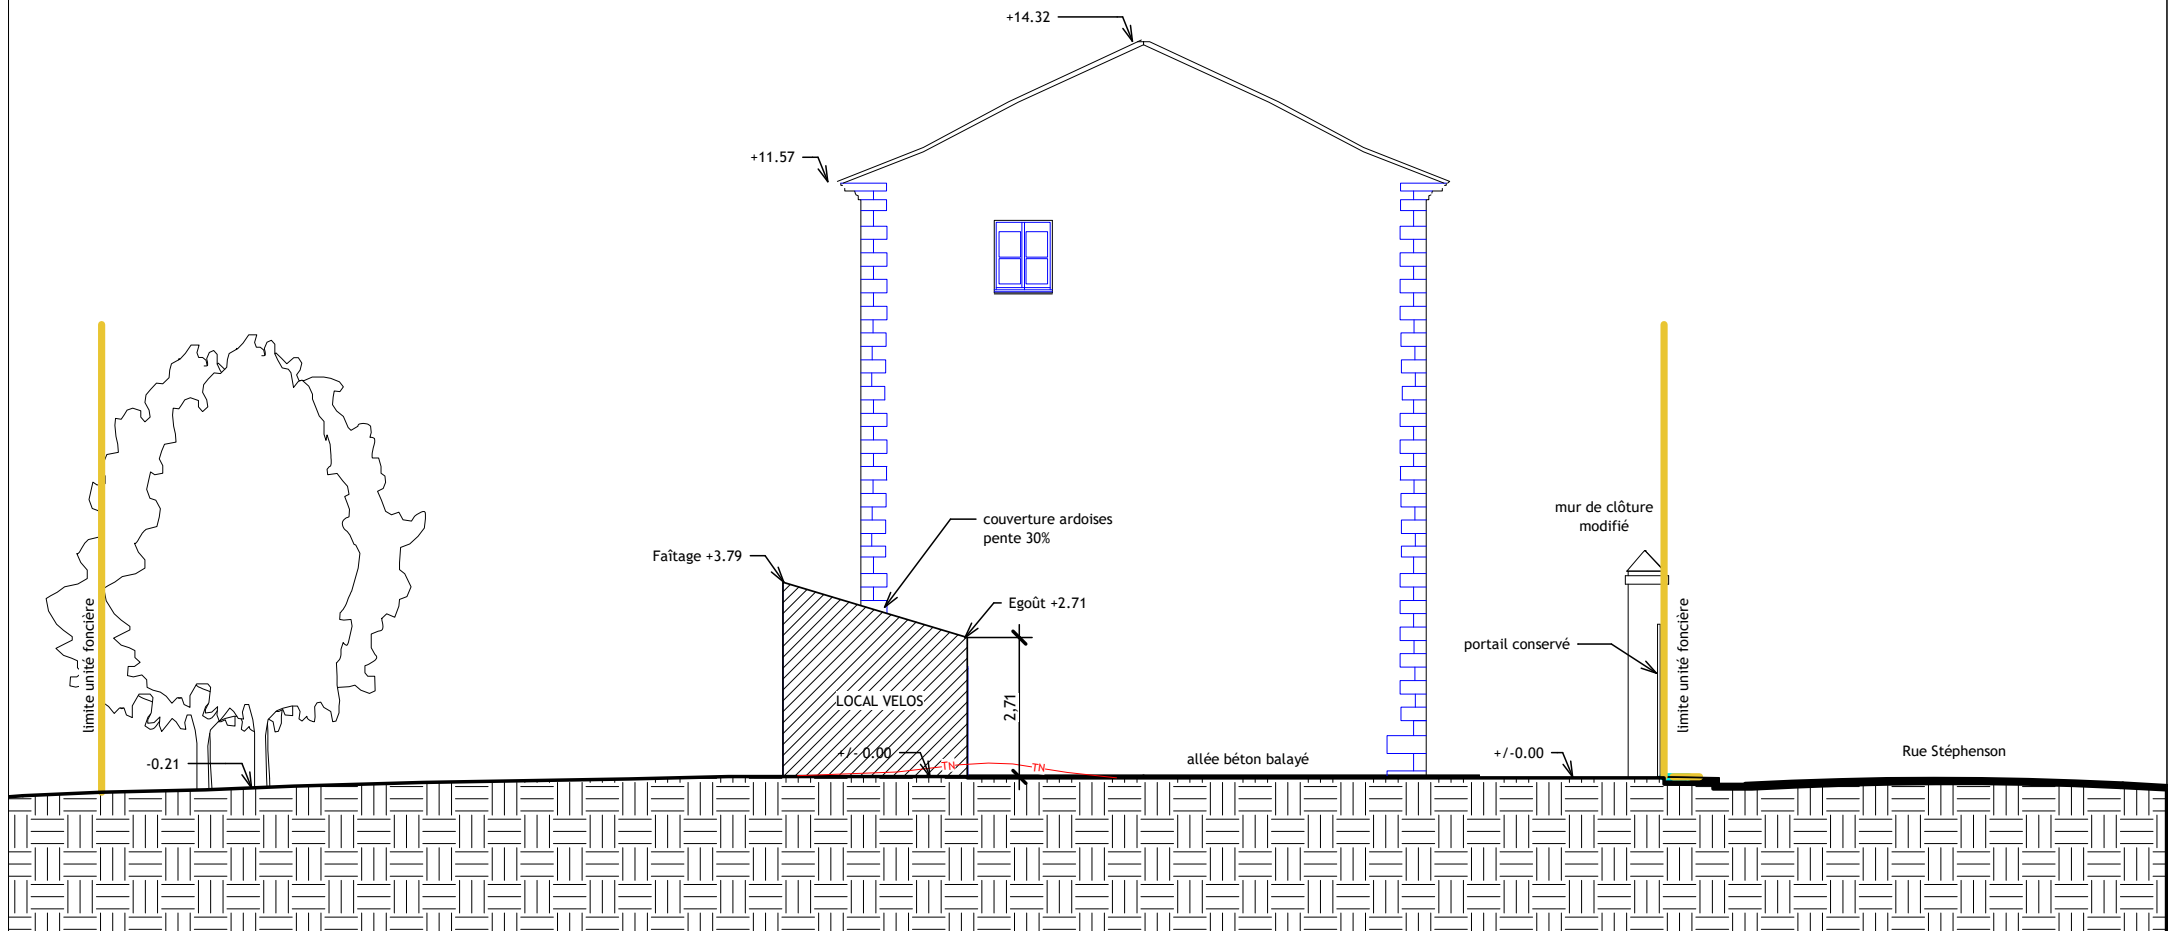 +14.32
+11.57
couverture ardoises
pente 30%
mur de clôture
modifié
Faîtage +3.79
Egoût +2.71
limite unité foncière
portail conservé
limite unité foncière
LOCAL VELOS
2,71
+/- 0.00
-0.21
TN
TN
allée béton balayé
+/-0.00
Rue Stéphenson